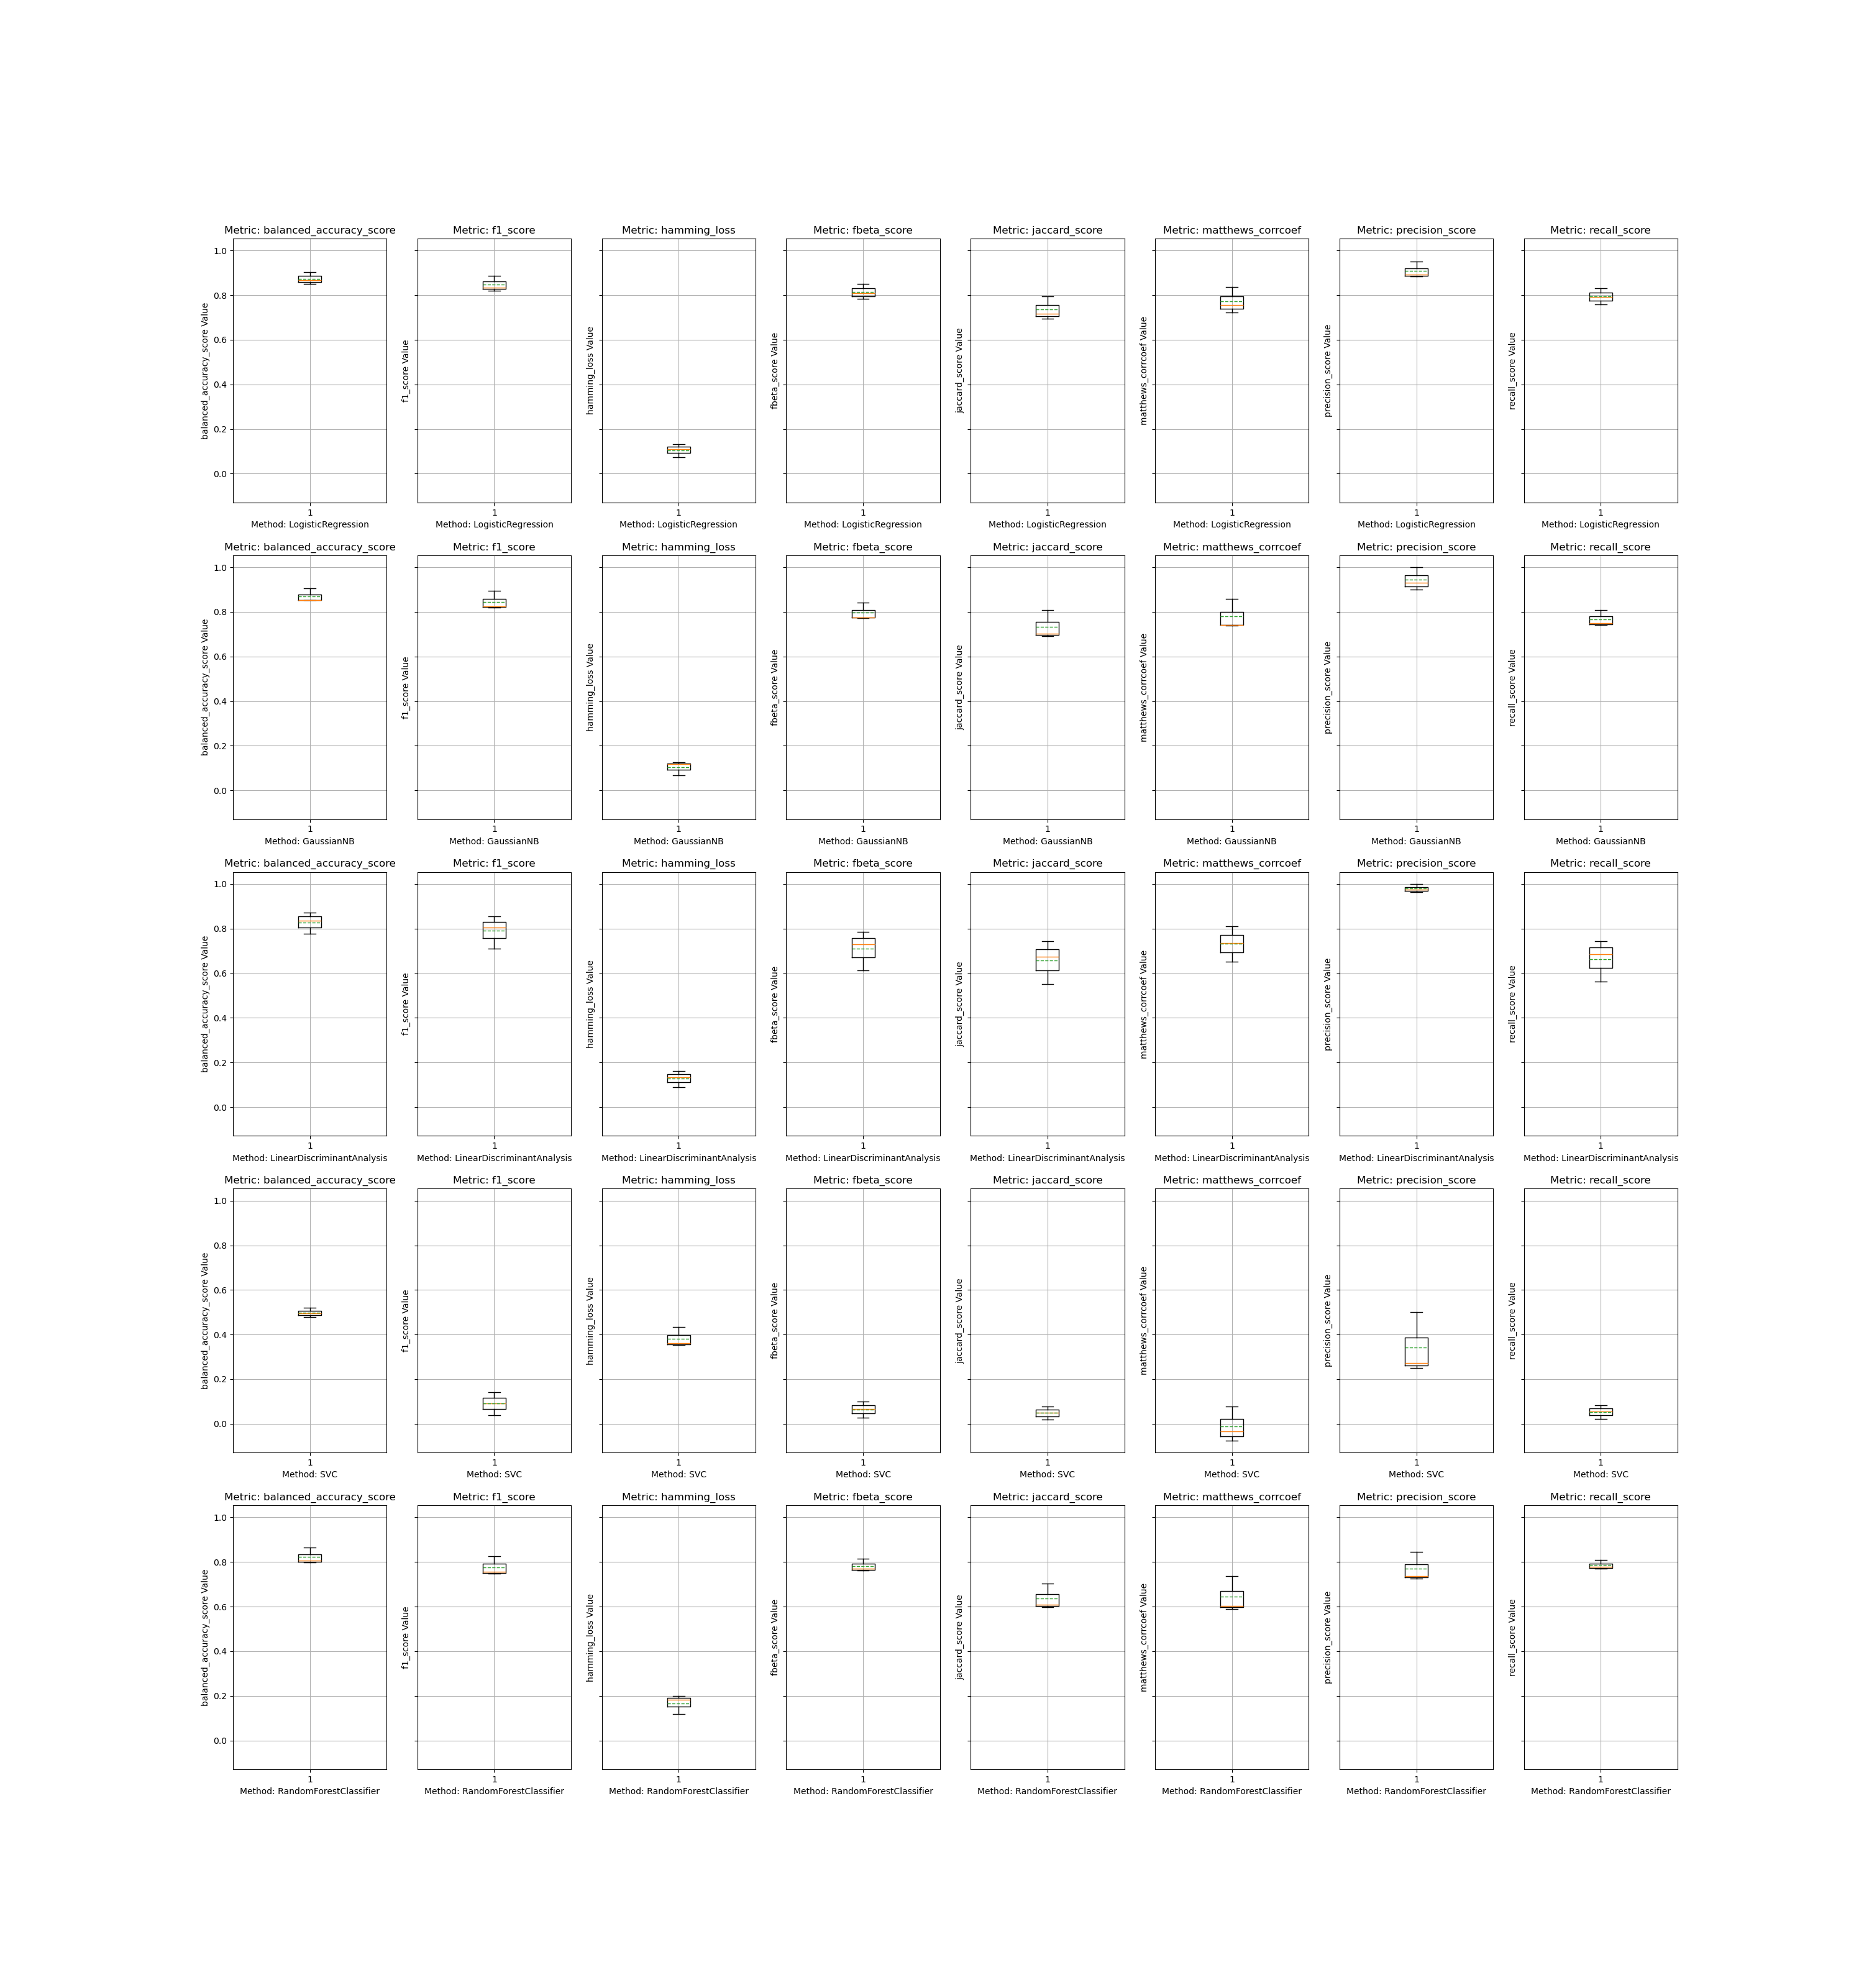 Metric: balanced_accuracy_score Metric: f1_score Metric: hamming_loss Metric: fbeta_score Metric: jaccard_score Metric: matthews_corrcoef Metric: precision_score Metric: recall_score
balanced_accuracy_score Value
f1_score Value
hamming_loss Value
fbeta_score Value
jaccard_score Value
matthews_corrcoef Value
precision_score Value
recall_score Value
1.0
0.8
0.6
0.4
0.2
0.0
1 1 1 1 1 1 1 1
Method: LogisticRegression Method: LogisticRegression Method: LogisticRegression Method: LogisticRegression Method: LogisticRegression Method: LogisticRegression Method: LogisticRegression Method: LogisticRegression
Metric: balanced_accuracy_score Metric: f1_score Metric: hamming_loss Metric: fbeta_score Metric: jaccard_score Metric: matthews_corrcoef Metric: precision_score Metric: recall_score
balanced_accuracy_score Value
f1_score Value
hamming_loss Value
fbeta_score Value
jaccard_score Value
matthews_corrcoef Value
precision_score Value
recall_score Value
1.0
0.8
0.6
0.4
0.2
0.0
1 1 1 1 1 1 1 1
Method: GaussianNB Method: GaussianNB Method: GaussianNB Method: GaussianNB Method: GaussianNB Method: GaussianNB Method: GaussianNB Method: GaussianNB
Metric: balanced_accuracy_score Metric: f1_score Metric: hamming_loss Metric: fbeta_score Metric: jaccard_score Metric: matthews_corrcoef Metric: precision_score Metric: recall_score
balanced_accuracy_score Value
f1_score Value
hamming_loss Value
fbeta_score Value
jaccard_score Value
matthews_corrcoef Value
precision_score Value
recall_score Value
1.0
0.8
0.6
0.4
0.2
0.0
1 1 1 1 1 1 1 1
Method: LinearDiscriminantAnalysis Method: LinearDiscriminantAnalysis Method: LinearDiscriminantAnalysis Method: LinearDiscriminantAnalysis Method: LinearDiscriminantAnalysis Method: LinearDiscriminantAnalysis Method: LinearDiscriminantAnalysis Method: LinearDiscriminantAnalysis
Metric: balanced_accuracy_score Metric: f1_score Metric: hamming_loss Metric: fbeta_score Metric: jaccard_score Metric: matthews_corrcoef Metric: precision_score Metric: recall_score
balanced_accuracy_score Value
f1_score Value
hamming_loss Value
fbeta_score Value
jaccard_score Value
matthews_corrcoef Value
precision_score Value
recall_score Value
1.0
0.8
0.6
0.4
0.2
0.0
1 1 1 1 1 1 1 1
Method: SVC Method: SVC Method: SVC Method: SVC Method: SVC Method: SVC Method: SVC Method: SVC
Metric: balanced_accuracy_score Metric: f1_score Metric: hamming_loss Metric: fbeta_score Metric: jaccard_score Metric: matthews_corrcoef Metric: precision_score Metric: recall_score
balanced_accuracy_score Value
f1_score Value
hamming_loss Value
fbeta_score Value
jaccard_score Value
matthews_corrcoef Value
precision_score Value
recall_score Value
1.0
0.8
0.6
0.4
0.2
0.0
1 1 1 1 1 1 1 1
Method: RandomForestClassifier Method: RandomForestClassifier Method: RandomForestClassifier Method: RandomForestClassifier Method: RandomForestClassifier Method: RandomForestClassifier Method: RandomForestClassifier Method: RandomForestClassifier